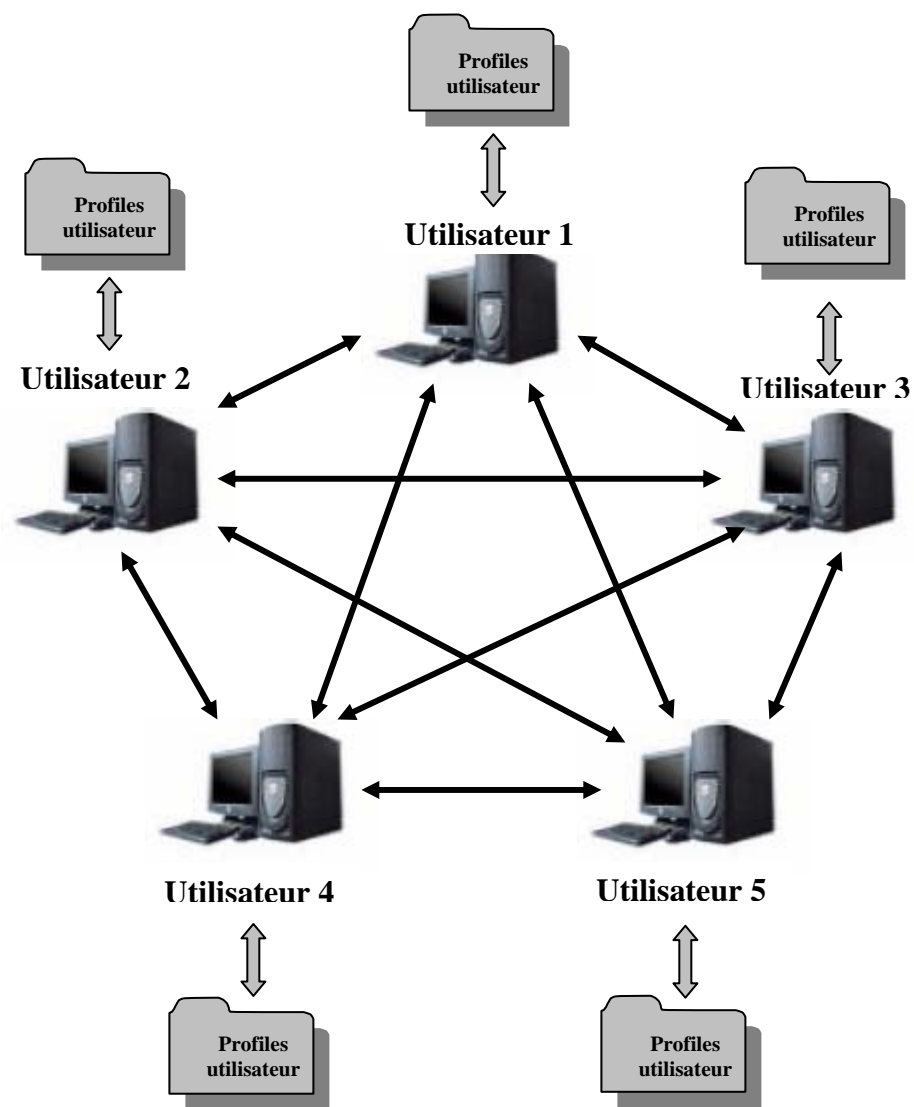 Profiles
utilisateur
Utilisateur 1
Profiles
utilisateur
Profiles
utilisateur
Utilisateur 2
Utilisateur 3
Utilisateur 4
Utilisateur 5
Profiles
utilisateur
Profiles
utilisateur